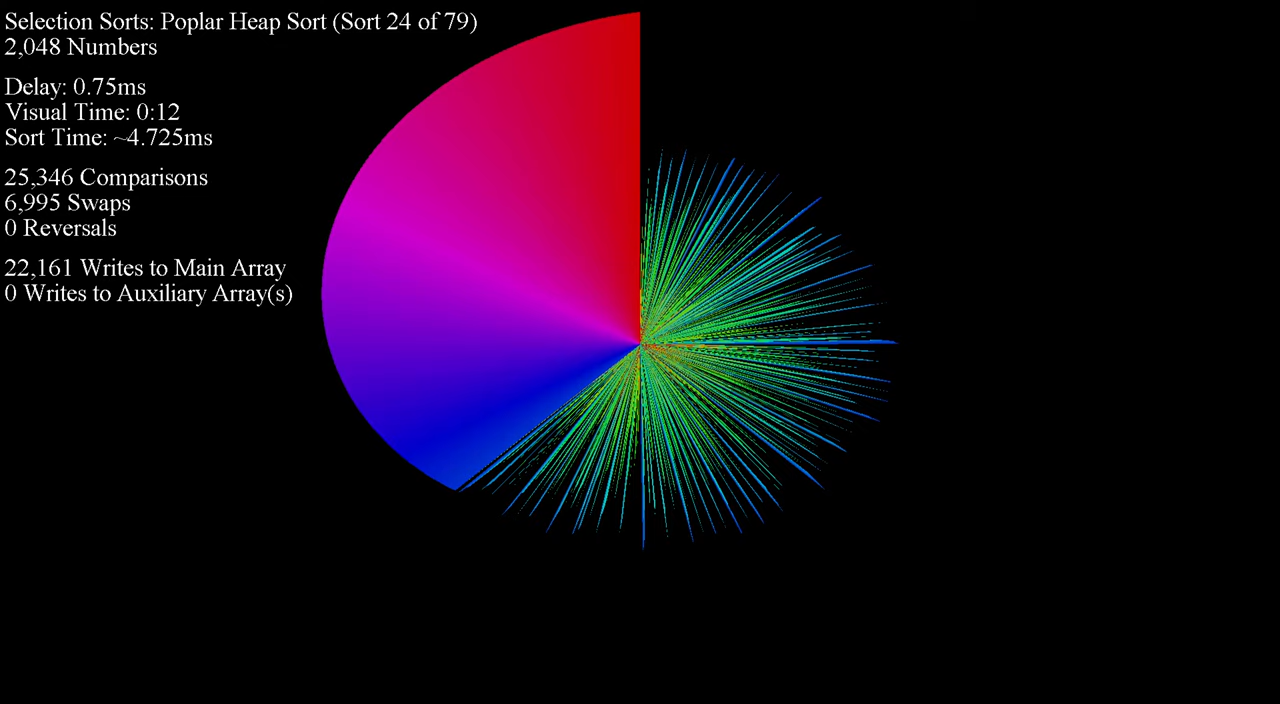 Selection Sorts: Poplar Heap Sort (Sort 24 of 79)
2,048 Numbers
Delay: 0.75ms
Visual Time: 0:12
Sort Time: ~4.725ms
25,346 Comparisons
6,995 Swaps
0 Reversals
22,161 Writes to Main Array
0 Writes to Auxiliary Array(s)